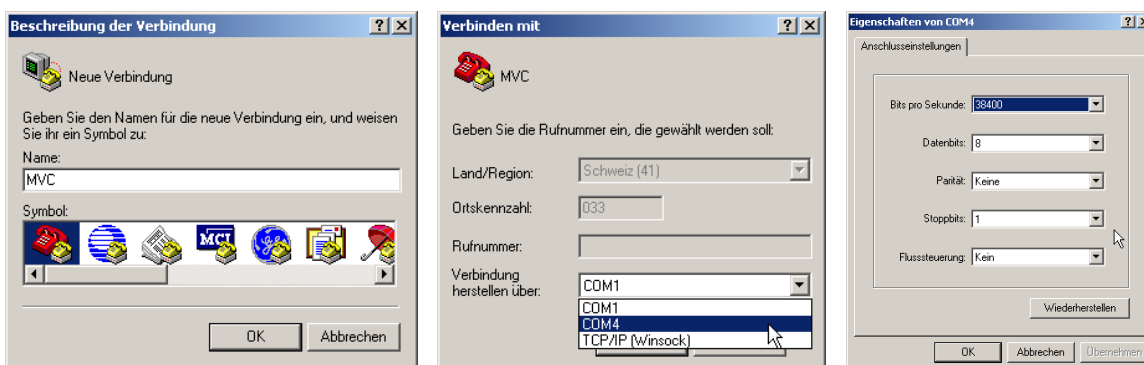 Beschreibung der Verbindung
Neue Verbindung
Geben Sie den Namen für die neue Verbindung ein, und weisen
Sie ihr ein Symbol zu:
Name:
MVC
Symbol:
MCI
OK
Abbrechen
Verbinden mit
MVC
Geben Sie die Rufnummer ein, die gewählt werden soll:
Land/Region:
Schweiz (41)
Ortskennzahl:
033
Rufnummer:
Verbindung
herstellen über:
COM1
COM1
COM4
TCP/IP (Winsock)
Eigenschaften von COM4
Anschlusseinstellungen
Bits pro Sekunde: 38400
Datenbits: 8
Parität: Keine
Stoppbits: 1
Flusssteuerung: Kein
Wiederherstellen
OK
Abbrechen
Übernehmen